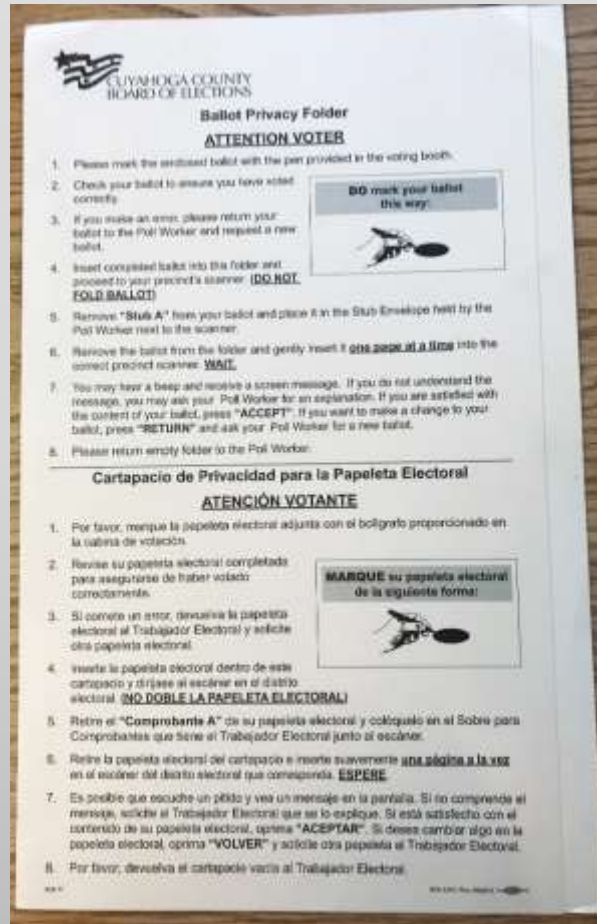 CUYAHOGA COUNTY
BOARD OF ELECTIONS
Ballot Privacy Folder
ATTENTION VOTER
1. Please mark the enclosed ballot with the pen provided in the voting booth.
2. Check your ballot to ensure you have voted
correctly.
3. If you make an error, please return your
ballot to the Poll Worker and request a new
ballot.
4. Insert completed ballot into this folder and
proceed to your precinct's scanner. (DO NOT
FOLD BALLOT)
DO mark your ballot
this way:
5. Remove "Stub A" from your ballot and place it in the Stub Envelope held by the
Poll Worker next to the scanner.
6. Remove the ballot from the folder and gently insert it one page at a time into the
correct precinct scanner. WAIT.
7. You may hear a beep and receive a screen message. If you do not understand the
message, you may ask your Poll Worker for an explanation. If you are satisfied with
the content of your ballot, press "ACCEPT". If you want to make a change to your
ballot, press "RETURN" and ask your Poll Worker for a new ballot.
8. Please return empty folder to the Poll Worker.
Cartapacio de Privacidad para la Papeleta Electoral
ATENCIÓN VOTANTE
1. Por favor, marque la papeleta electoral adjunta con el bolígrafo proporcionado en
la cabina de votación.
2. Revise su papeleta electoral completada
para asegurarse de haber votado
correctamente.
3. Si comete un error, devuelva la papeleta
electoral al Trabajador Electoral y solicite
otra papeleta electoral.
4. Inserte la papeleta electoral dentro de este
cartapacio y diríjase al escáner en el distrito
electoral. (NO DOBLE LA PAPELETA ELECTORAL)
MARQUE su papeleta electoral
de la siguiente forma:
5. Retire el "Comprobante A" de su papeleta electoral y colóquelo en el Sobre para
Comprobantes que tiene el Trabajador Electoral junto al escáner.
6. Retire la papeleta electoral del cartapacio e inserte suavemente una página a la vez
en el escáner del distrito electoral que corresponda. ESPERE.
7. Es posible que escuche un pitido y vea un mensaje en la pantalla. Si no comprende el
mensaje, solicite al Trabajador Electoral que se lo explique. Si está satisfecho con el
contenido de su papeleta electoral, oprima "ACEPTAR". Si desea cambiar algo en la
papeleta electoral, oprima "VOLVER" y solicite otra papeleta al Trabajador Electoral.
8. Por favor, devuelva el cartapacio vacío al Trabajador Electoral.